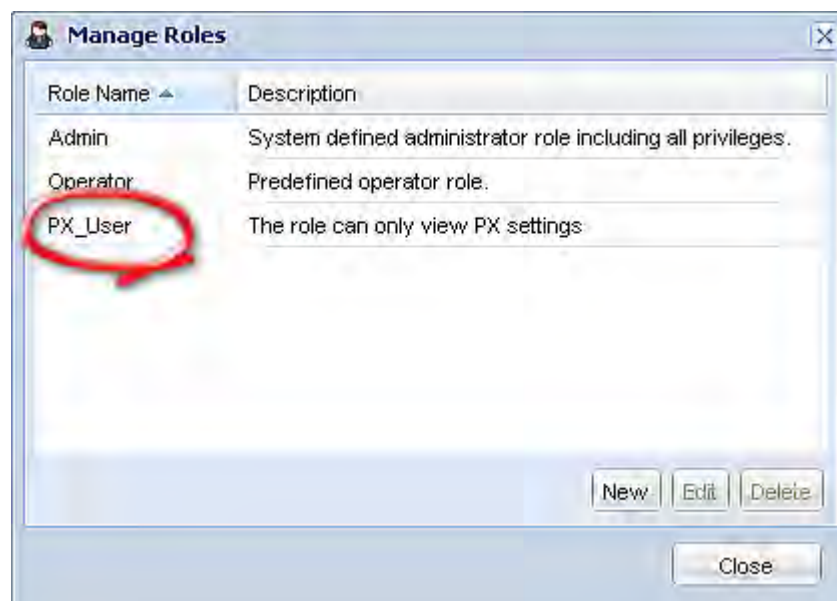 Manage Roles
Role Name Description
Admin System defined administrator role including all privileges.
Operator Predefined operator role.
PX_User The role can only view PX settings
New Edit Delete
Close